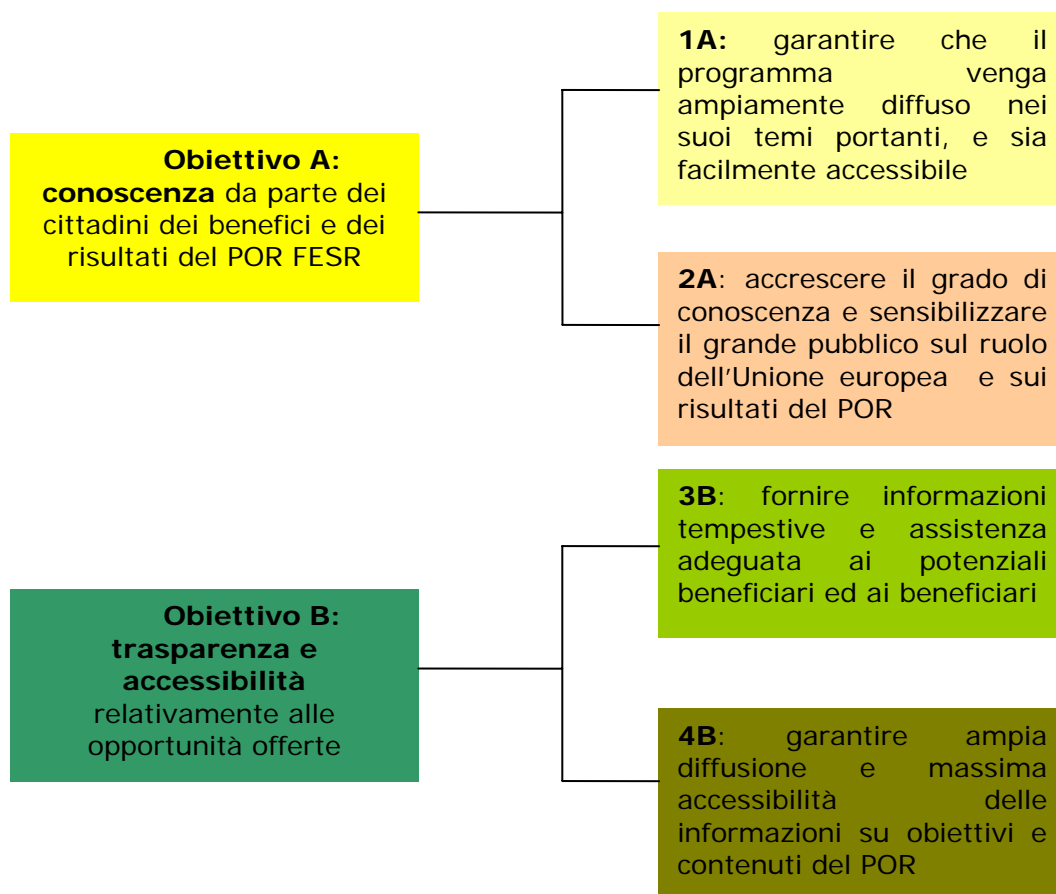 Obiettivo A:
conoscenza da parte dei
cittadini dei benefici e dei
risultati del POR FESR
1A: garantire che il
programma venga
ampiamente diffuso nei
suoi temi portanti, e sia
facilmente accessibile
2A: accrescere il grado di
conoscenza e sensibilizzare
il grande pubblico sul ruolo
dell'Unione europea e sui
risultati del POR
Obiettivo B:
trasparenza e
accessibilità
relativamente alle
opportunità offerte
3B: fornire informazioni
tempestive e assistenza
adeguata ai potenziali
beneficiari ed ai beneficiari
4B: garantire ampia
diffusione e massima
accessibilità delle
informazioni su obiettivi e
contenuti del POR